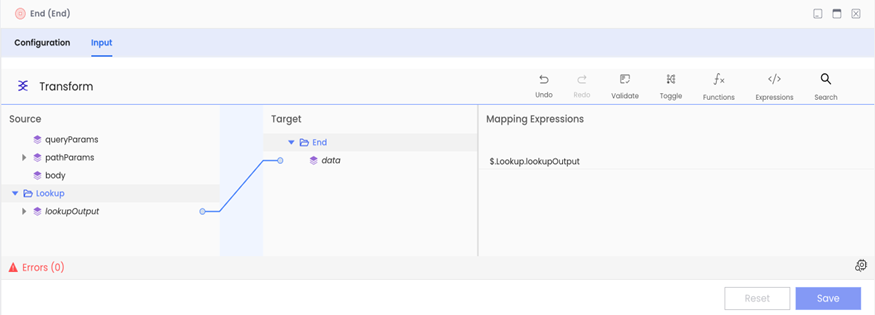 End (End)
Configuration Input
Transform
Undo Redo Validate Toggle Functions Expressions Search
Source Target Mapping Expressions
queryParams End
pathParams data $.Lookup.lookupOutput
body
Lookup
lookupOutput
Errors (0)
Reset Save